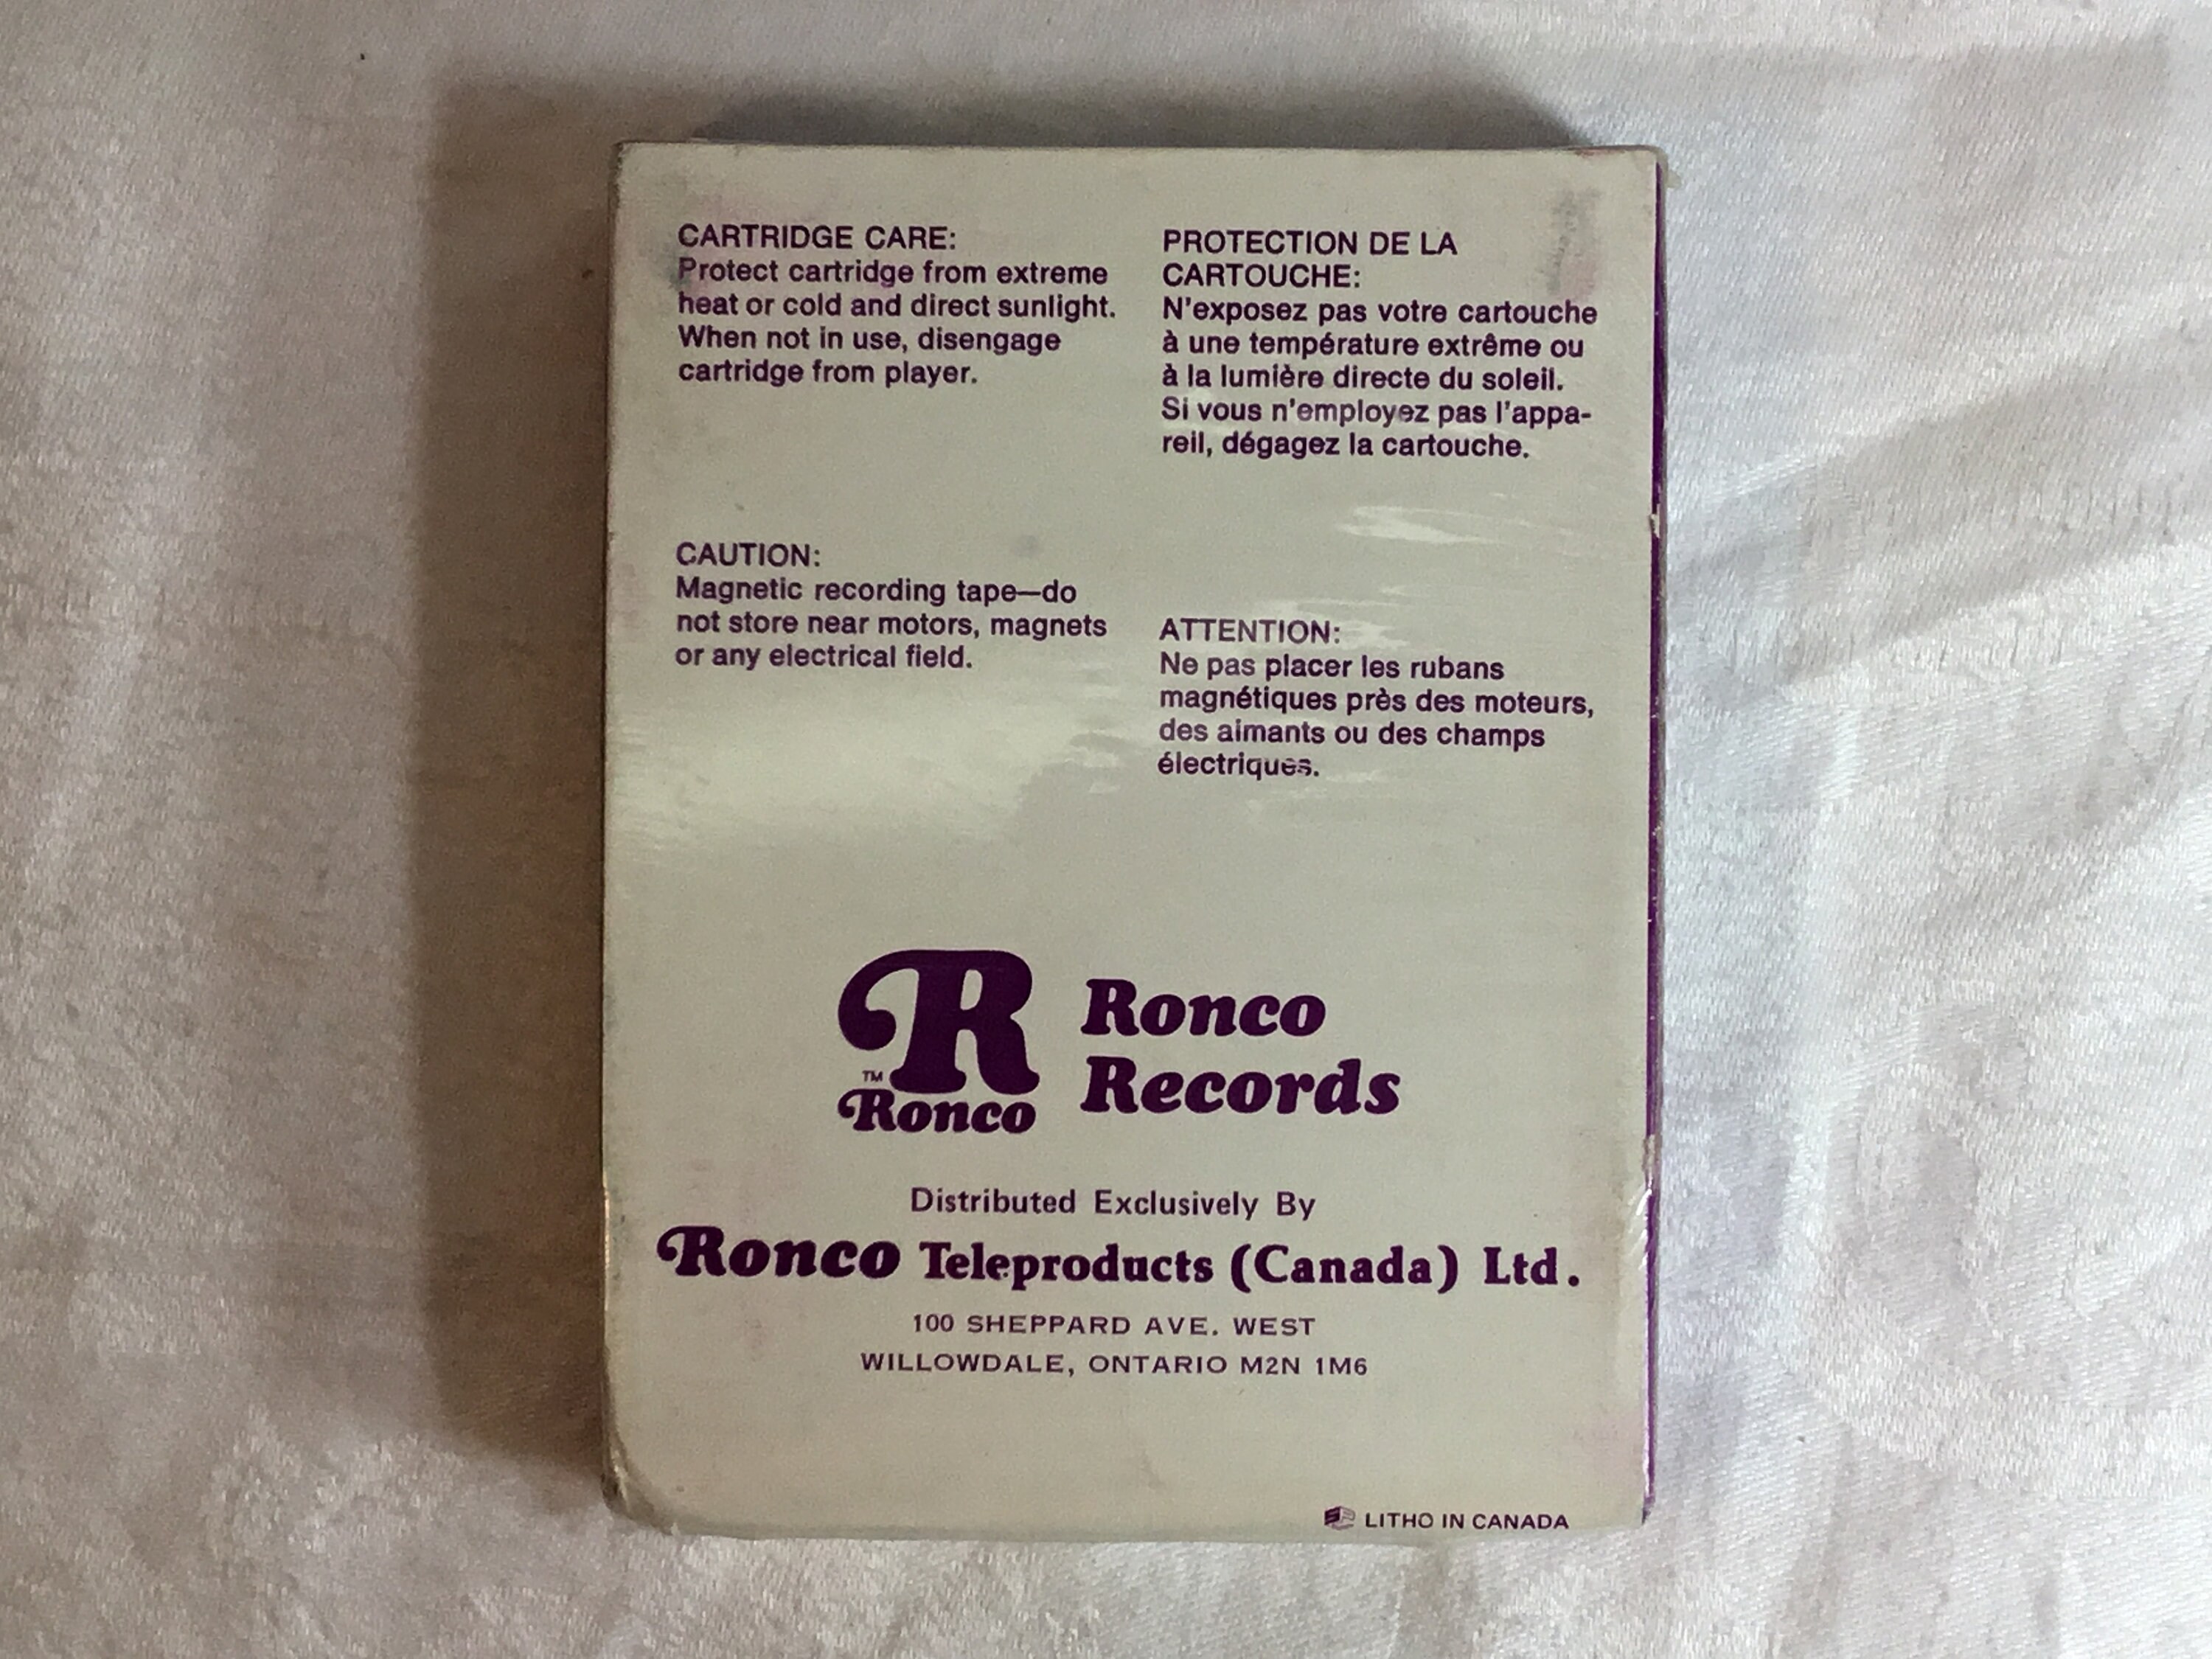 CARTRIDGE CARE:
Protect cartridge from extreme
heat or cold and direct sunlight.
When not in use, disengage
cartridge from player.
CAUTION:
Magnetic recording tape—do
not store near motors, magnets
or any electrical field.
PROTECTION DE LA
CARTOUCHE:
N'exposez pas votre cartouche
à une température extrême ou
à la lumière directe du soleil.
Si vous n'employez pas l'appa-
reil, dégagez la cartouche.
ATTENTION:
Ne pas placer les rubans
magnétiques près des moteurs,
des aimants ou des champs
électriques.
R
TM
Ronco
Ronco
Records
Distributed Exclusively By
Ronco Teleproducts (Canada) Ltd.
100 SHEPPARD AVE. WEST
WILLOWDALE, ONTARIO M2N 1M6
LITHO IN CANADA